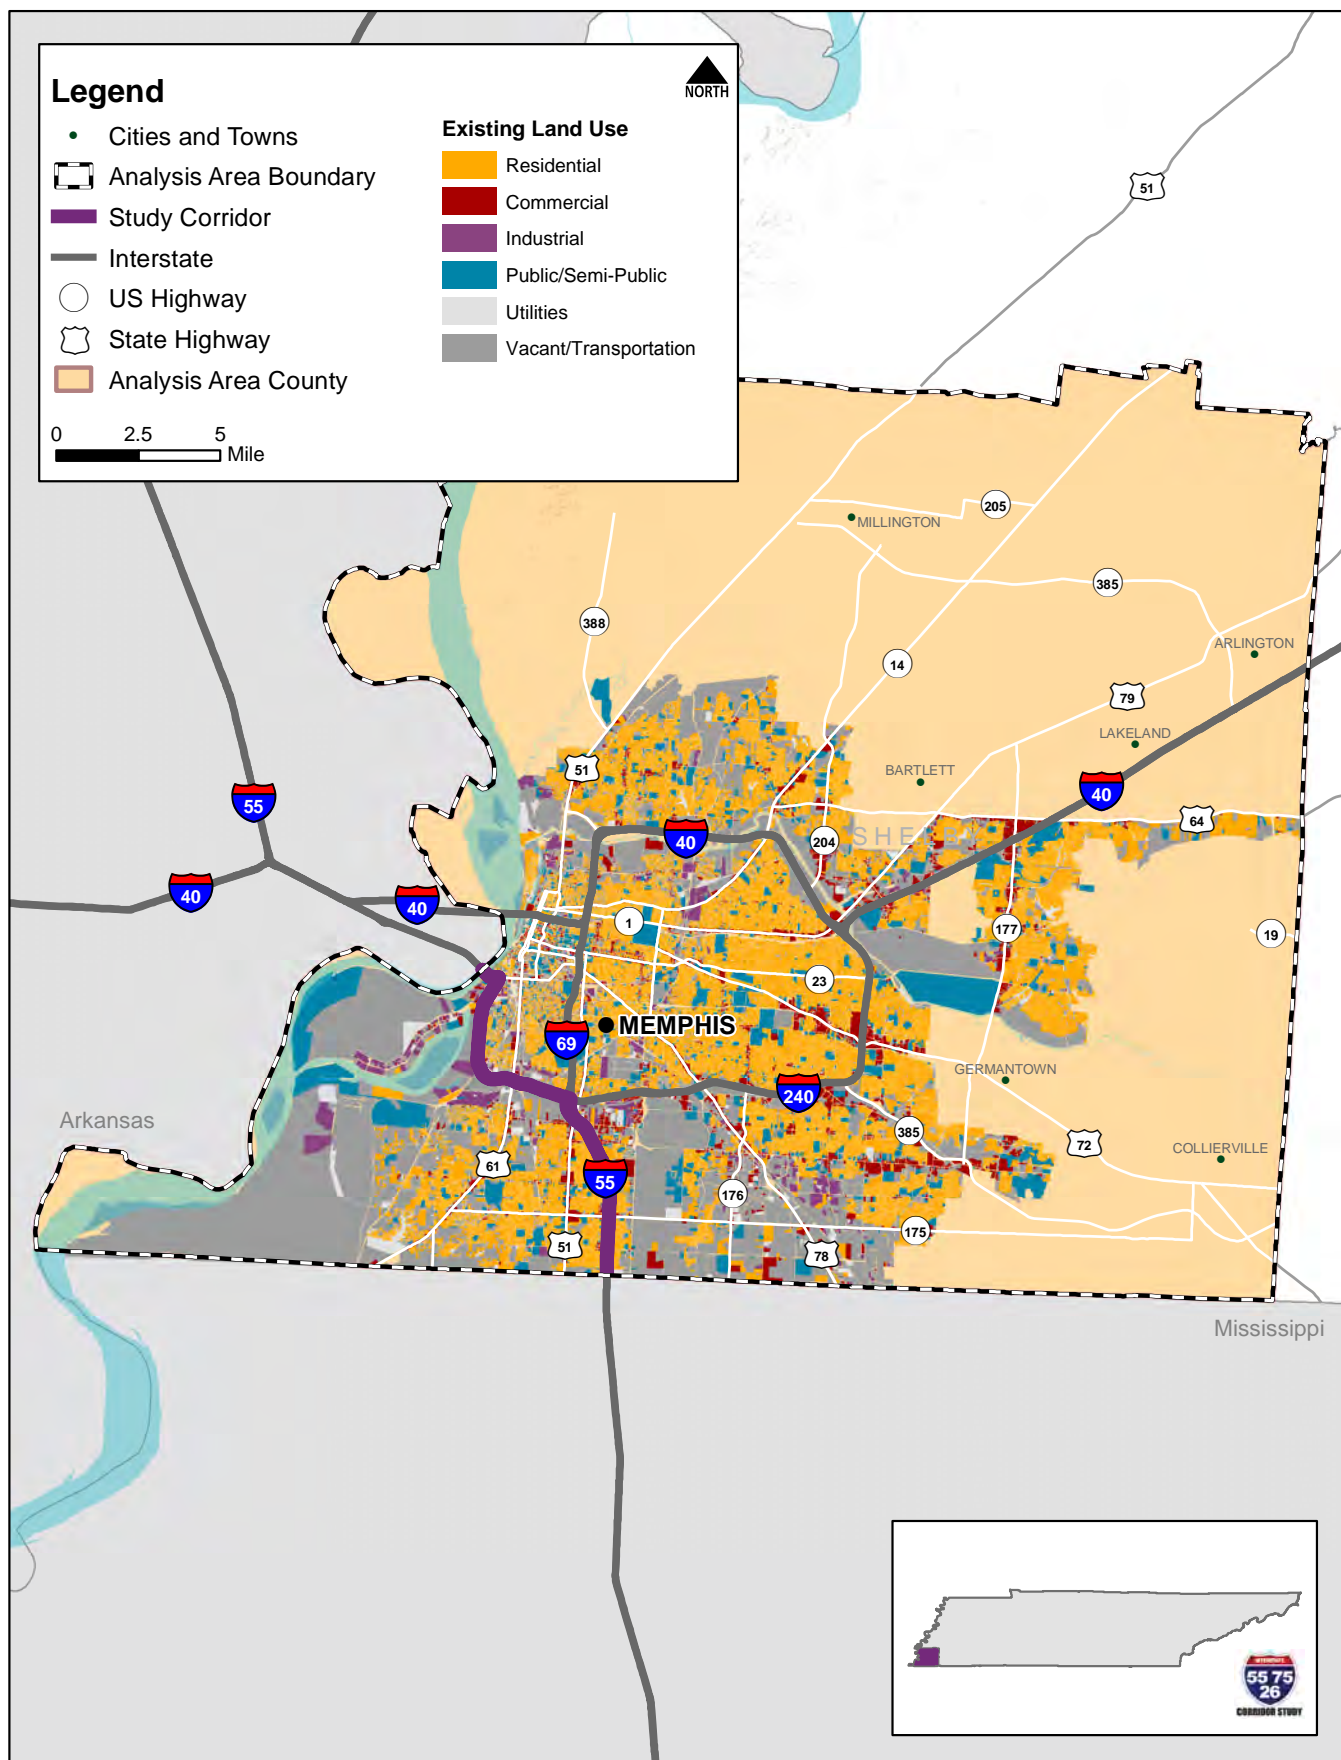 Legend
NORTH
Cities and Towns
Analysis Area Boundary
Study Corridor
Interstate
US Highway
State Highway
Analysis Area County
Existing Land Use
Residential
Commercial
Industrial
Public/Semi-Public
Utilities
Vacant/Transportation
0 2.5 5
Mile
51
MILLINGTON
205
385
388
ARLINGTON
14
79
LAKELAND
51
BARTLETT
55
40
64
40
204
SHELBY
40
40
1
177
19
23
MEMPHIS
69
GERMANTOWN
240
Arkansas
385
72
COLLIERVILLE
61
55
176
175
51
78
Mississippi
INTERSTATE
55 75
26
CORRIDOR STUDY